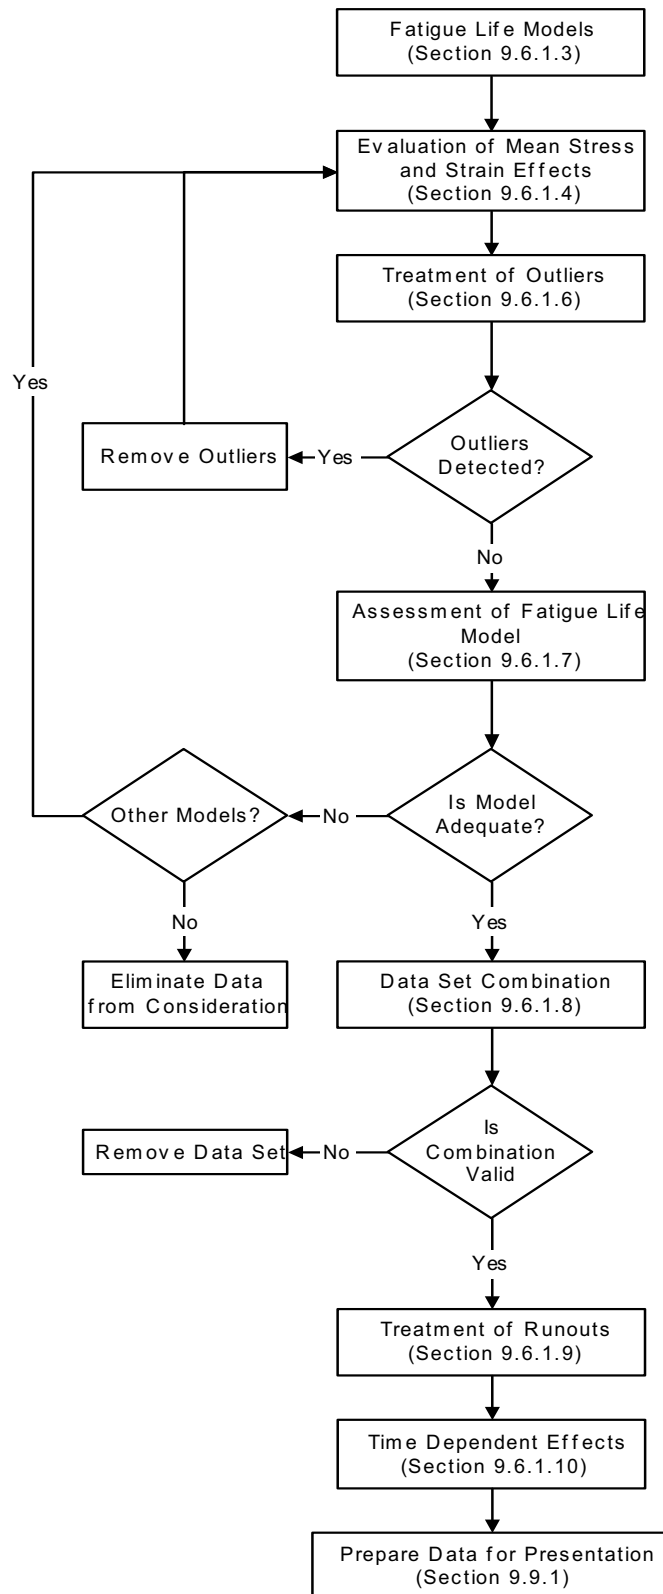 Fatigue Life Models
(Section 9.6.1.3)
Evaluation of Mean Stress
and Strain Effects
(Section 9.6.1.4)
Treatment of Outliers
(Section 9.6.1.6)
Yes
Remove Outliers
Yes
Outliers
Detected?
No
Assessment of Fatigue Life
Model
(Section 9.6.1.7)
Other Models?
No
Is Model
Adequate?
No
Yes
Eliminate Data
from Consideration
Data Set Combination
(Section 9.6.1.8)
Remove Data Set
No
Is
Combination
Valid
Yes
Treatment of Runouts
(Section 9.6.1.9)
Time Dependent Effects
(Section 9.6.1.10)
Prepare Data for Presentation
(Section 9.9.1)